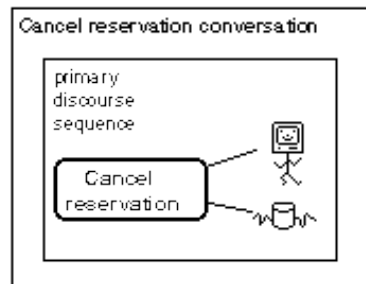 Cancel reservation conversation
primary
discourse
sequence
Cancel
reservation